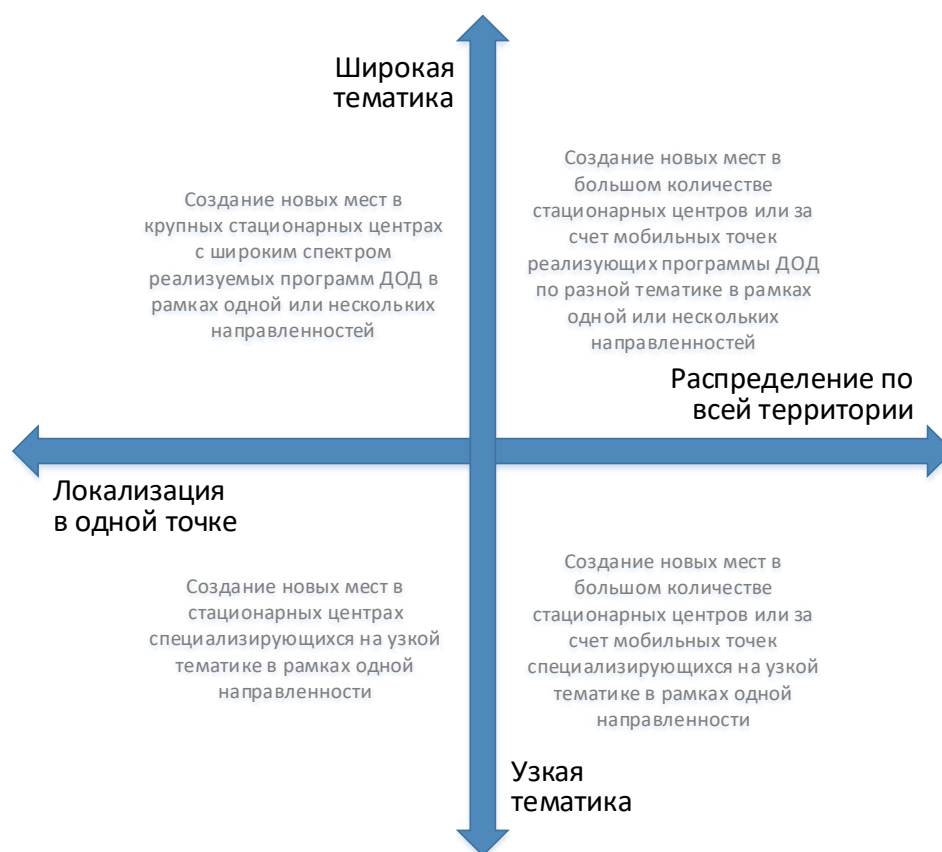 Широкая
тематика
Создание новых мест в
крупных стационарных центрах
с широким спектром
реализуемых программ ДОД в
рамках одной или нескольких
направленностей
Создание новых мест в
большом количестве
стационарных центров или за
счет мобильных точек
реализующих программы ДОД
по разной тематике в рамках
одной или нескольких
направленностей
Распределение по
всей территории
Локализация
в одной точке
Создание новых мест в
стационарных центрах
специализирующихся на узкой
тематике в рамках одной
направленности
Создание новых мест в
большом количестве
стационарных центров или за
счет мобильных точек
специализирующихся на узкой
тематике в рамках одной
направленности
Узкая
тематика